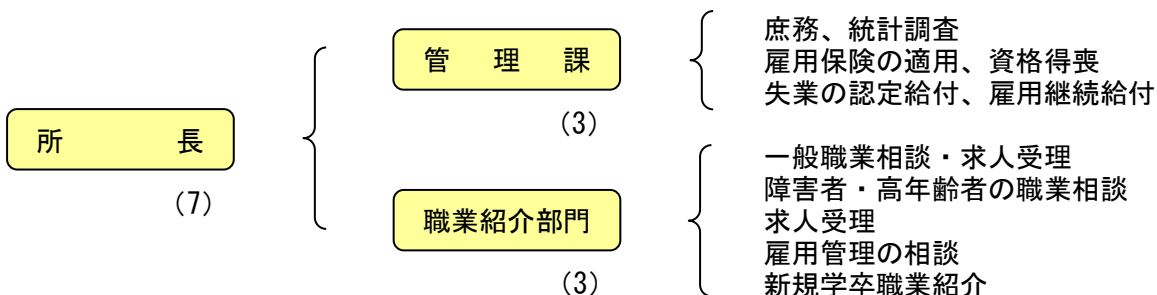 所　　　長
(7)
管　理　課
(3)
庶務、統計調査
雇用保険の適用、資格得喪
失業の認定給付、雇用継続給付
職業紹介部門
(3)
一般職業相談・求人受理
障害者・高年齢者の職業相談
求人受理
雇用管理の相談
新規学卒職業紹介